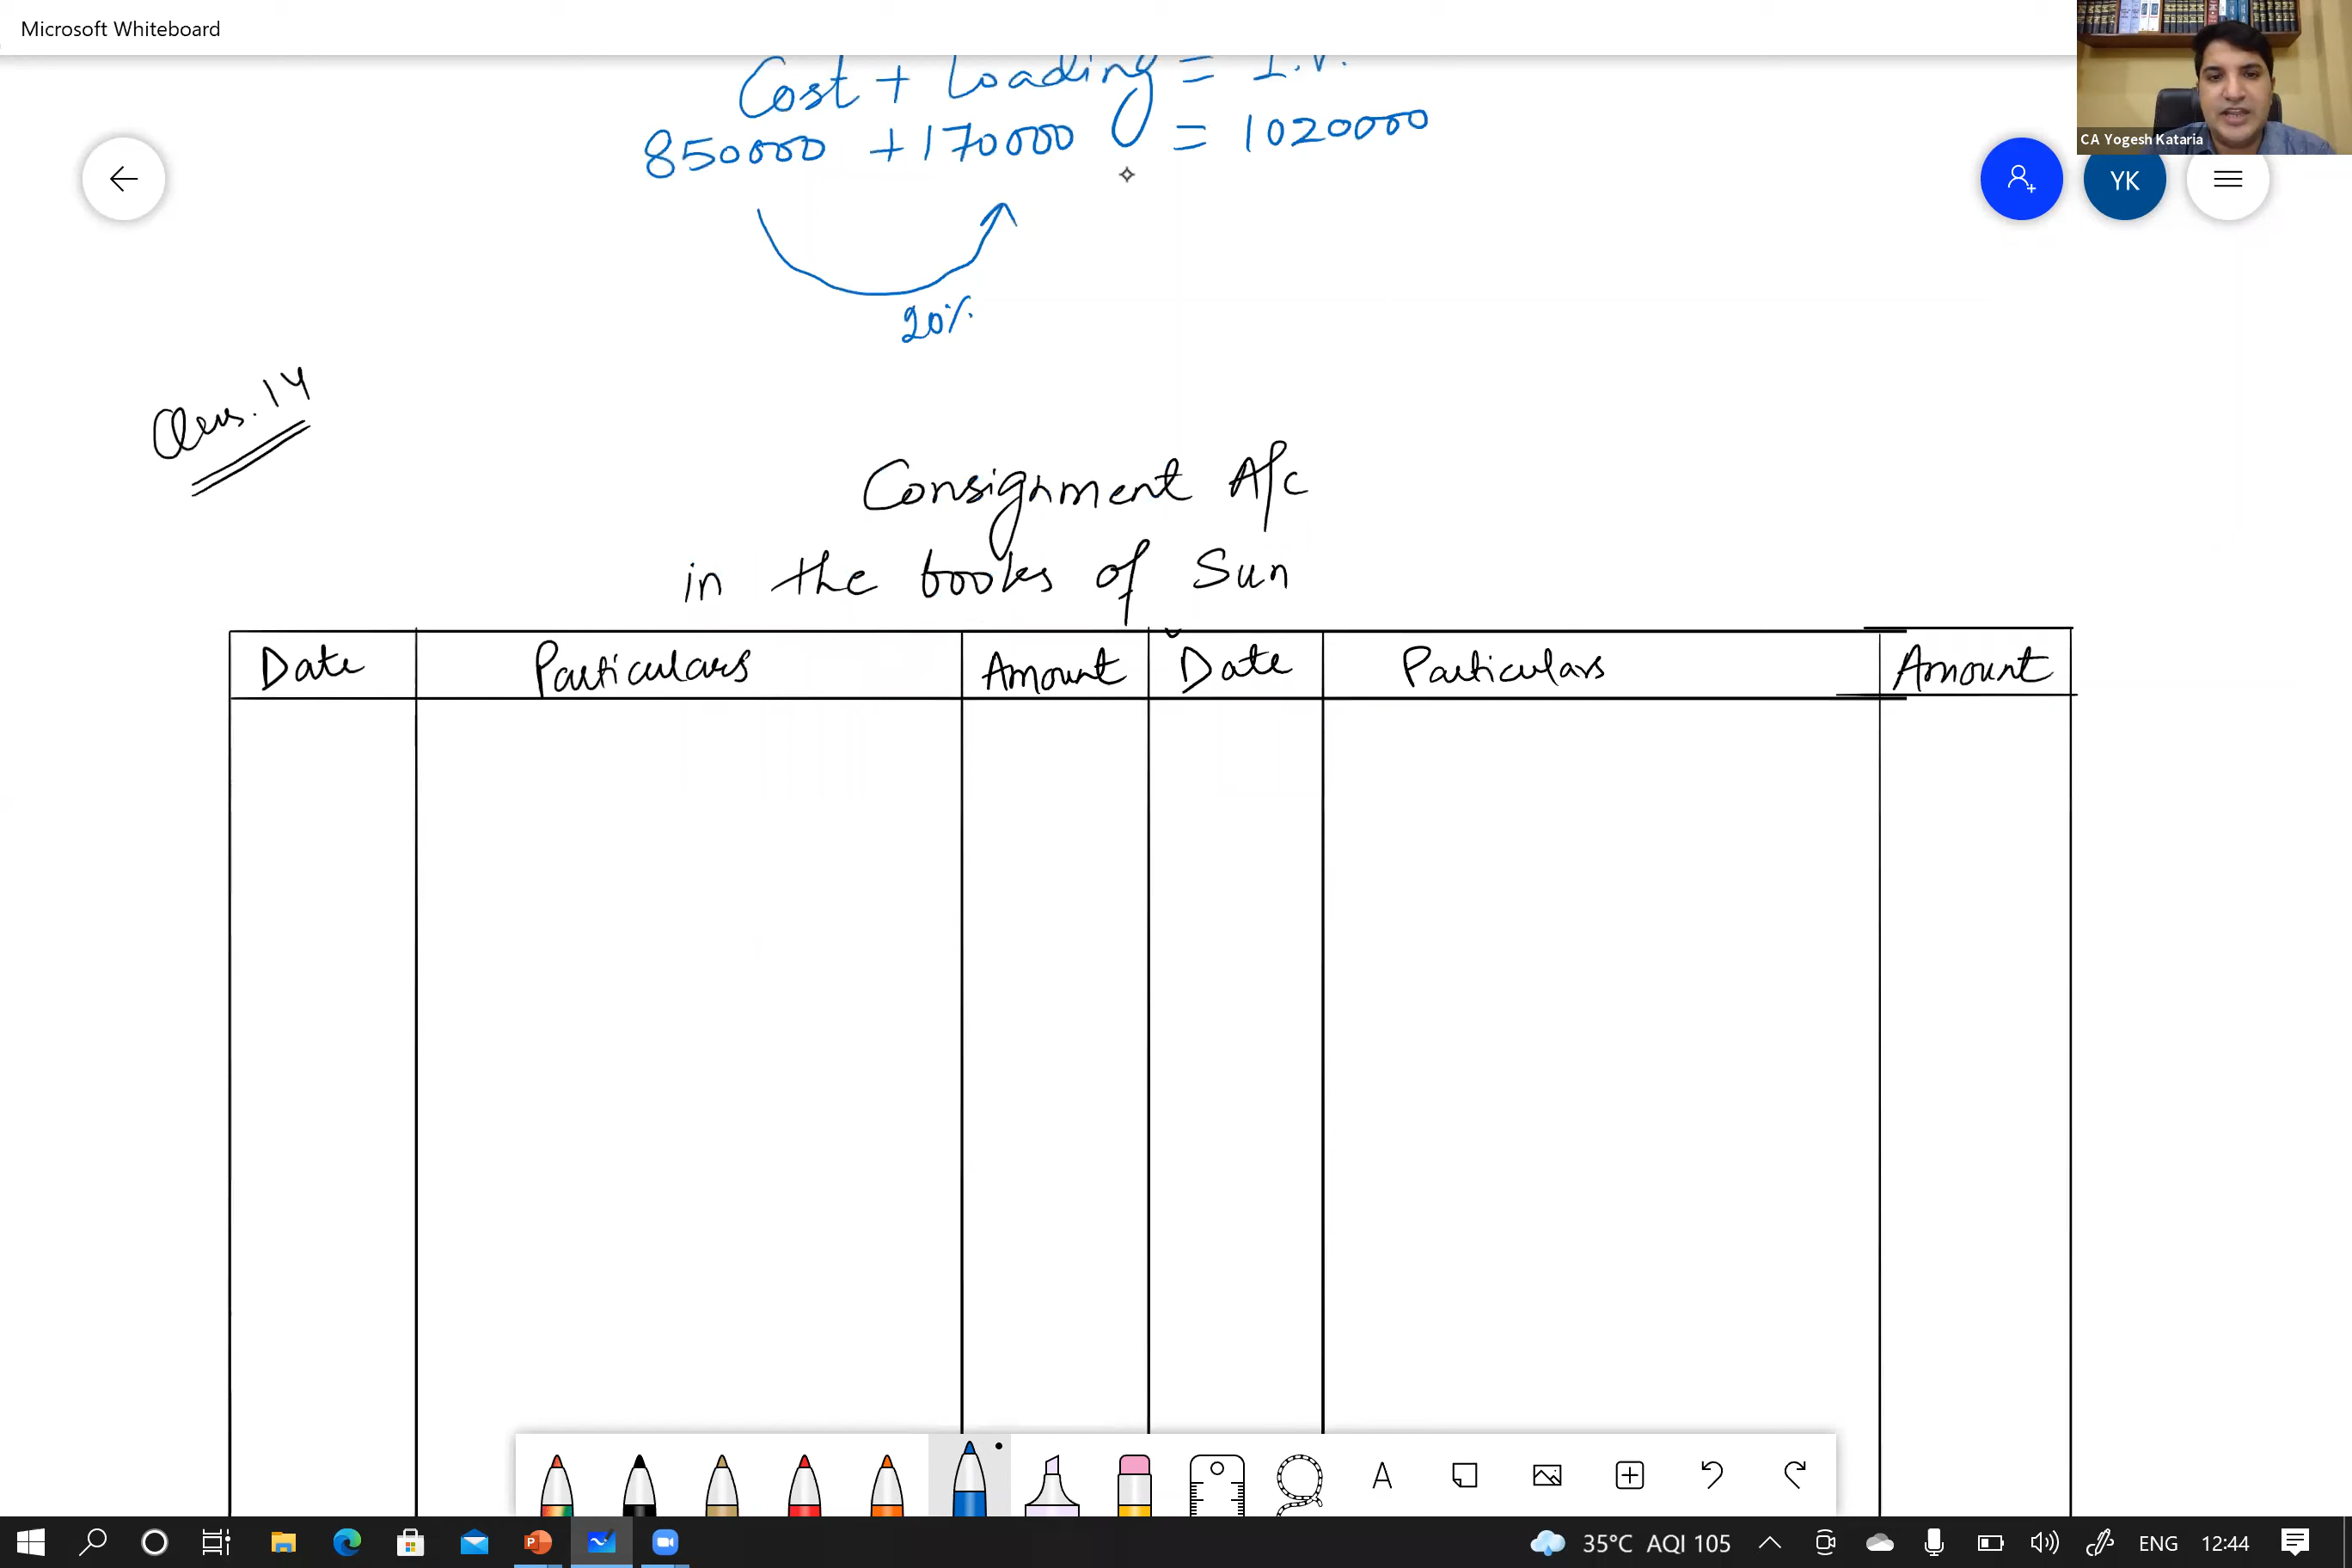 Microsoft Whiteboard
Cost + Loading = I.V.
850000 + 170000 = 1020000
20%
CA Yogesh Kataria
YK
Ques. 14
Consignment A/c
in the books of Sun
Date Particulars Amount Date Particulars Amount
A
35°C AQI 105 ENG 12:44